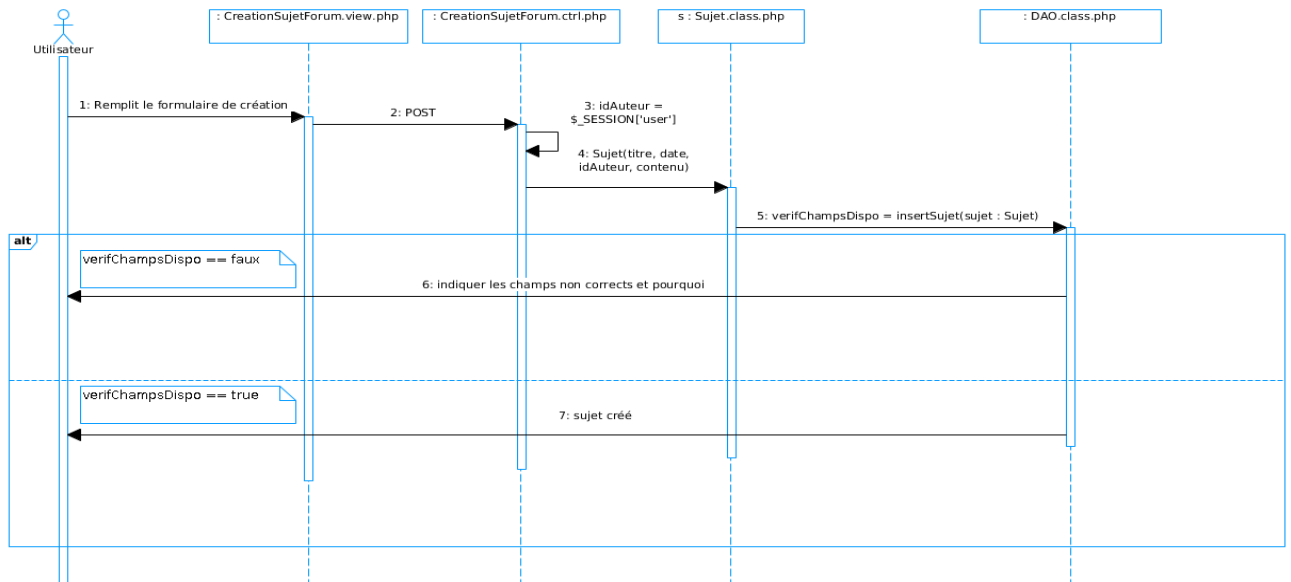 : CreationSujetForum.view.php
: CreationSujetForum.ctrl.php
s : Sujet.class.php
: DAO.class.php
Utilisateur
1: Remplit le formulaire de création
2: POST
3: idAuteur =
$_SESSION['user']
4: Sujet(titre, date,
idAuteur, contenu)
5: verifChampsDispo = insertSujet(sujet : Sujet)
alt
verifChampsDispo == faux
6: indiquer les champs non corrects et pourquoi
verifChampsDispo == true
7: sujet créé